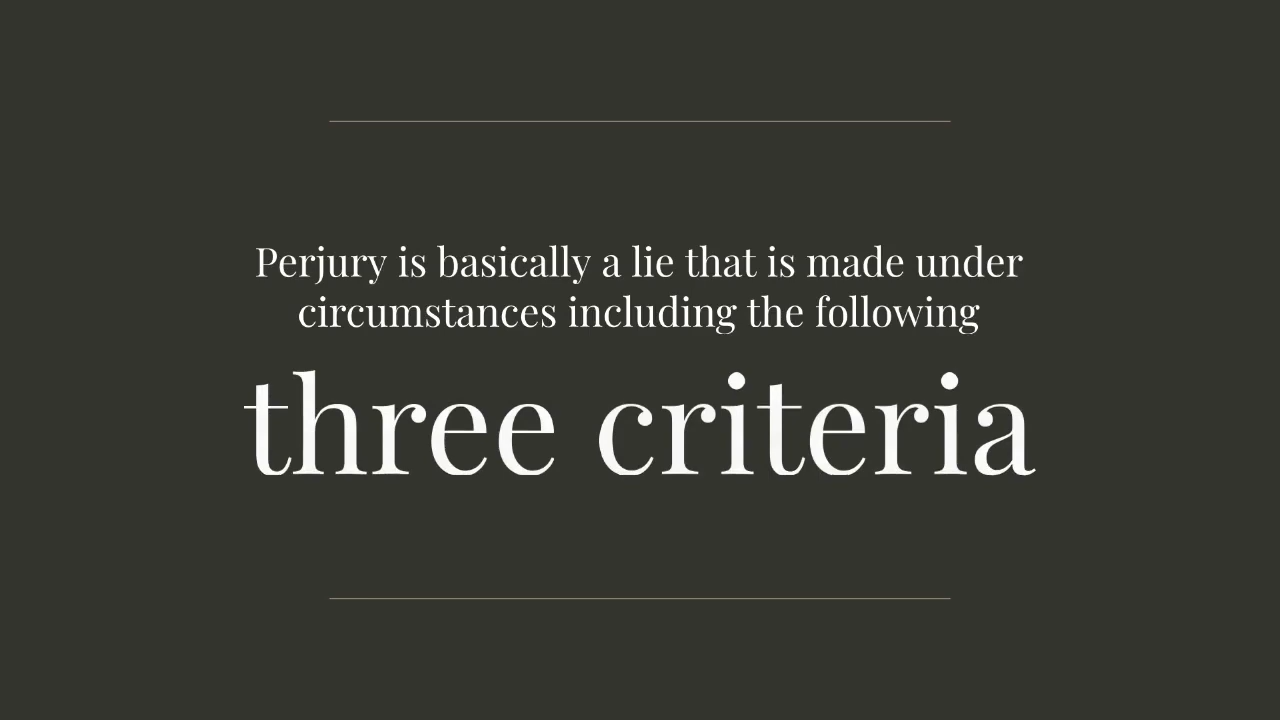 Perjury is basically a lie that is made under
circumstances including the following
three criteria